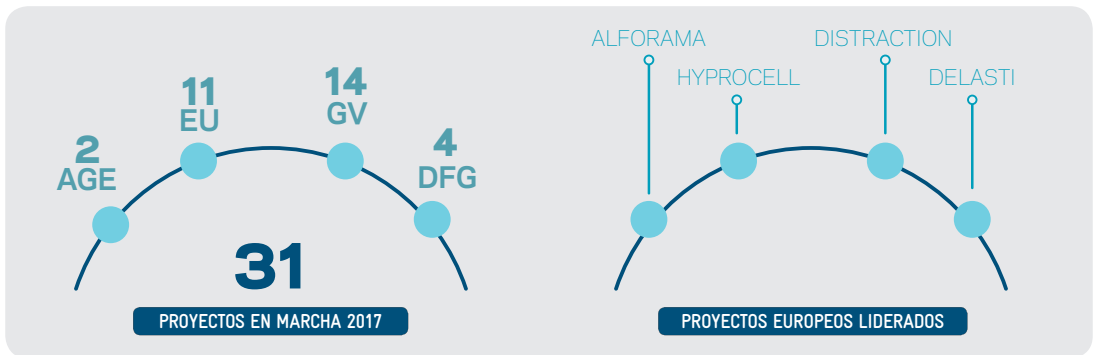 2
AGE
11
EU
14
GV
4
DFG
31
PROYECTOS EN MARCHA 2017
ALFORAMA
HYPROCELL
DISTRACTION
DELASTI
PROYECTOS EUROPEOS LIDERADOS